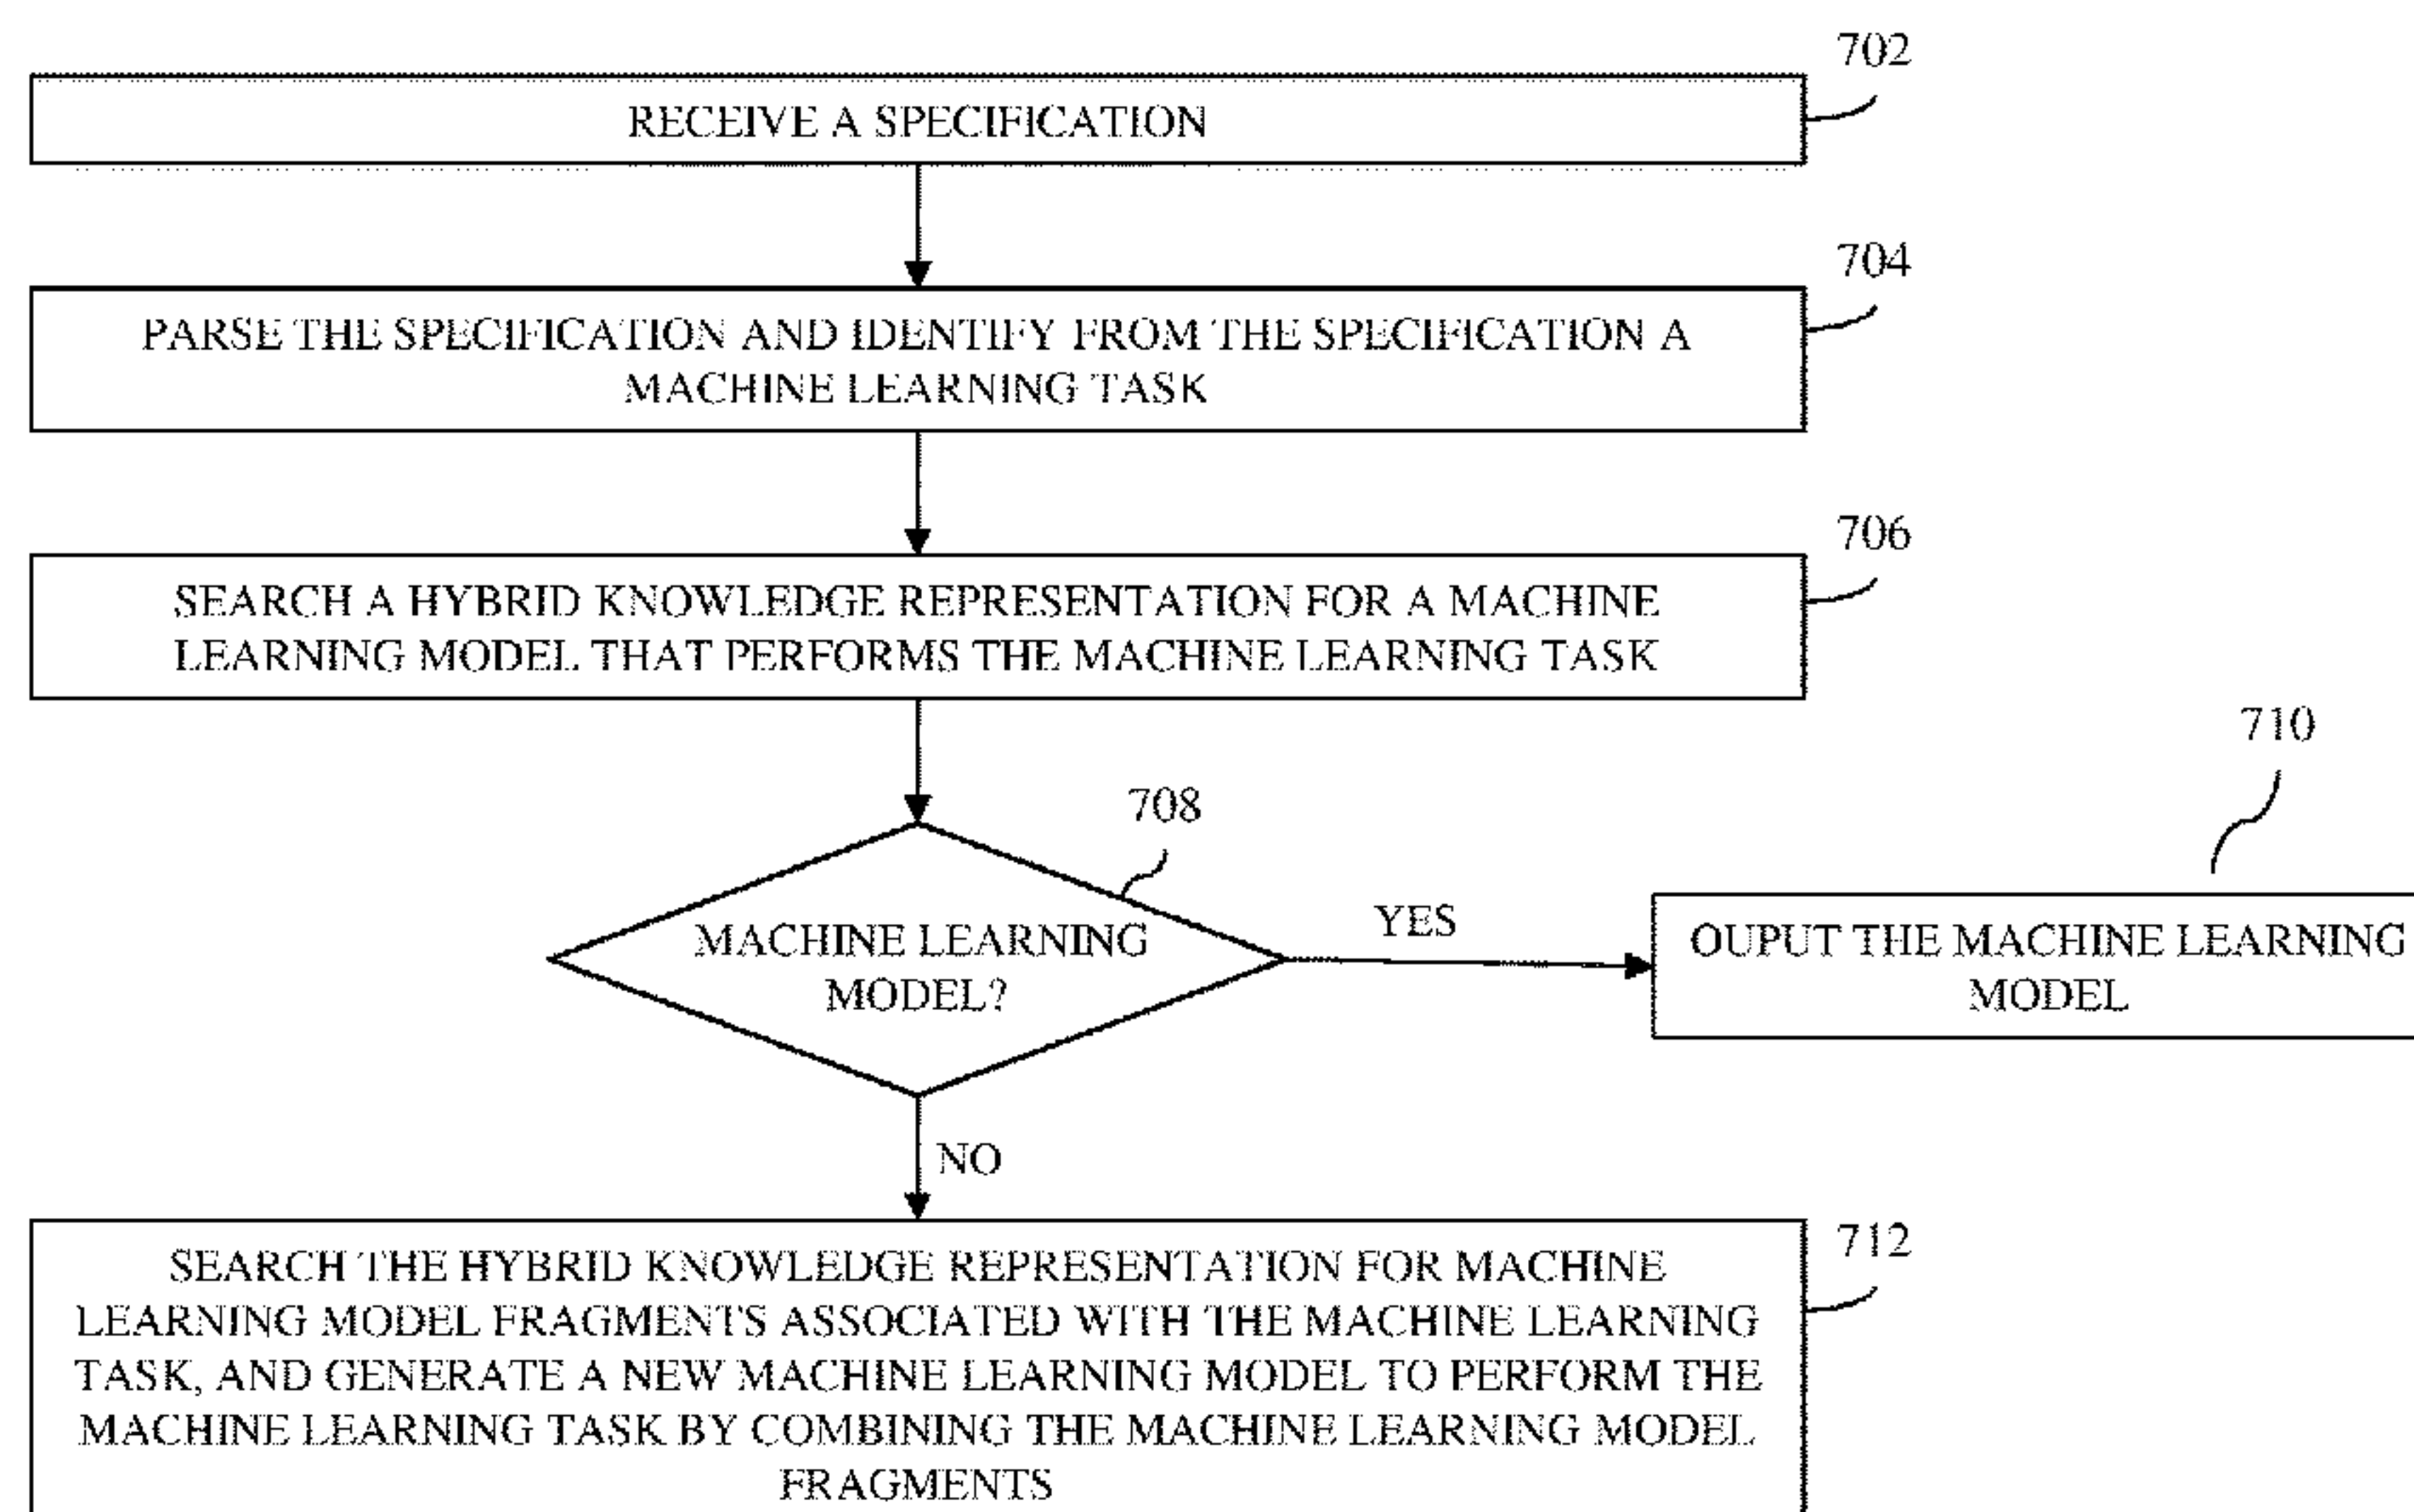 702
RECEIVE A SPECIFICATION
704
PARSE THE SPECIFICATION AND IDENTIFY FROM THE SPECIFICATION A
MACHINE LEARNING TASK
706
SEARCH A HYBRID KNOWLEDGE REPRESENTATION FOR A MACHINE
LEARNING MODEL THAT PERFORMS THE MACHINE LEARNING TASK
708
710
MACHINE LEARNING
MODEL?
YES
OUPUT THE MACHINE LEARNING
MODEL
NO
712
SEARCH THE HYBRID KNOWLEDGE REPRESENTATION FOR MACHINE
LEARNING MODEL FRAGMENTS ASSOCIATED WITH THE MACHINE LEARNING
TASK, AND GENERATE A NEW MACHINE LEARNING MODEL TO PERFORM THE
MACHINE LEARNING TASK BY COMBINING THE MACHINE LEARNING MODEL
FRAGMENTS